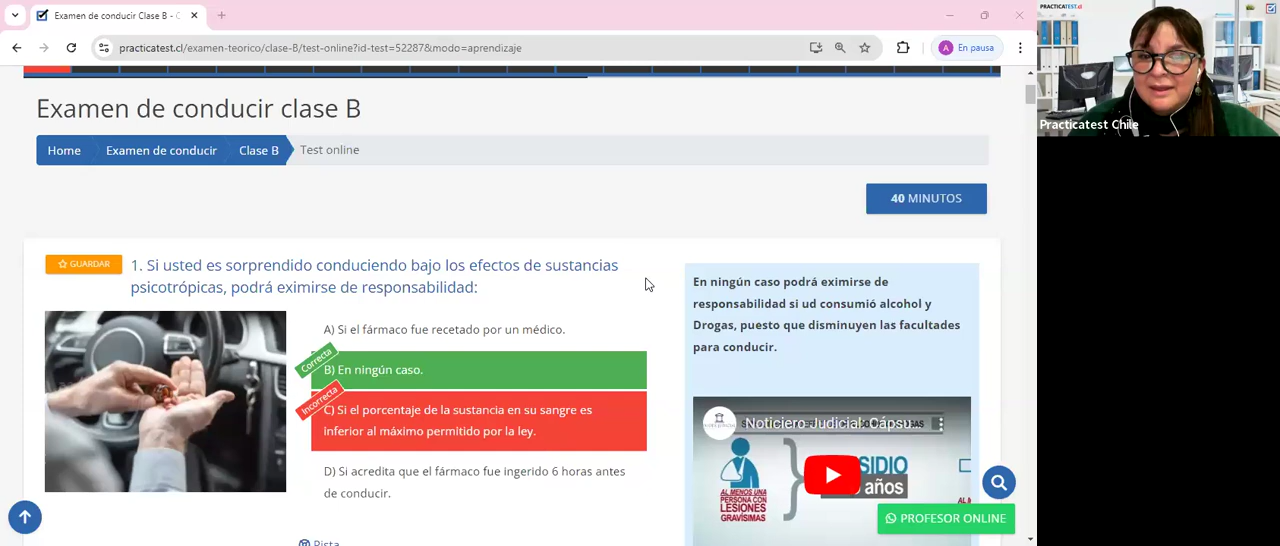 Examen de conducir Clase B - C
practicatest.cl/examen-teorico/clase-B/test-online?id-test=52287&modo=aprendizaje
A
En pausa
PRACTICATEST.cl
Practicatest Chile
Examen de conducir clase B
Home
Examen de conducir
Clase B
Test online
40 MINUTOS
GUARDAR
1. Si usted es sorprendido conduciendo bajo los efectos de sustancias
psicotrópicas, podrá eximirse de responsabilidad:
A) Si el fármaco fue recetado por un médico.
Correcta
B) En ningún caso.
Incorrecta
C) Si el porcentaje de la sustancia en su sangre es
inferior al máximo permitido por la ley.
D) Si acredita que el fármaco fue ingerido 6 horas antes
de conducir.
Pista
En ningún caso podrá eximirse de
responsabilidad si ud consumió alcohol y
Drogas, puesto que disminuyen las facultades
para conducir.
Noticiero Judicial: Cápsu...
SIDIO
años
AL MENOS UNA
PERSONA CON
LESIONES
GRAVÍSIMAS
PROFESOR ONLINE